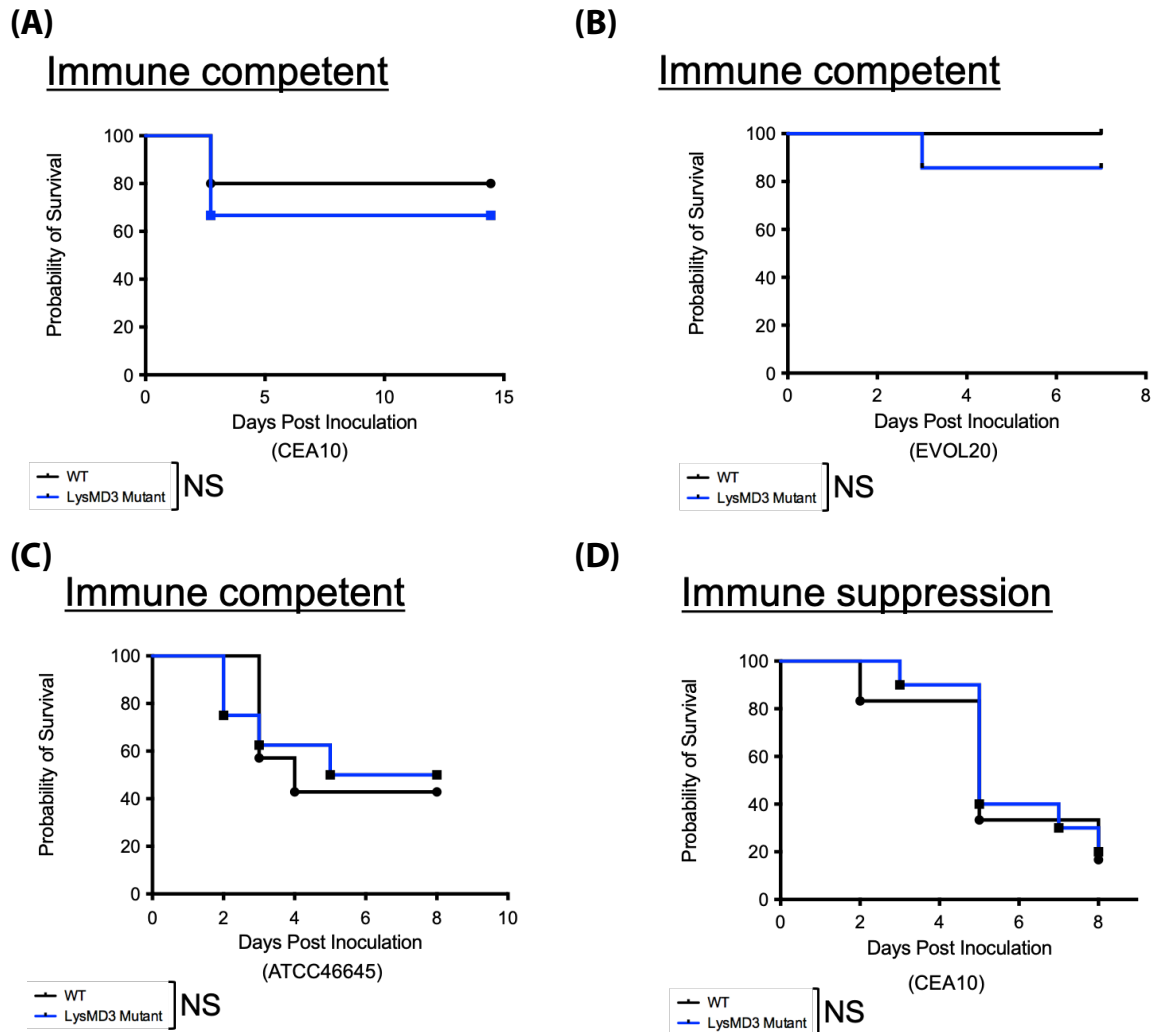 (A)
Immune competent
Probability of Survival
100
80
60
40
20
0
0 5 10 15
Days Post Inoculation
(CEA10)
WT
LysMD3 Mutant
NS
(B)
Immune competent
Probability of Survival
100
80
60
40
20
0
0 2 4 6 8
Days Post Inoculation
(EVOL20)
WT
LysMD3 Mutant
NS
(C)
Immune competent
Probability of Survival
100
80
60
40
20
0
0 2 4 6 8 10
Days Post Inoculation
(ATCC46645)
WT
LysMD3 Mutant
NS
(D)
Immune suppression
Probability of Survival
100
80
60
40
20
0
0 2 4 6 8
Days Post Inoculation
(CEA10)
WT
LysMD3 Mutant
NS